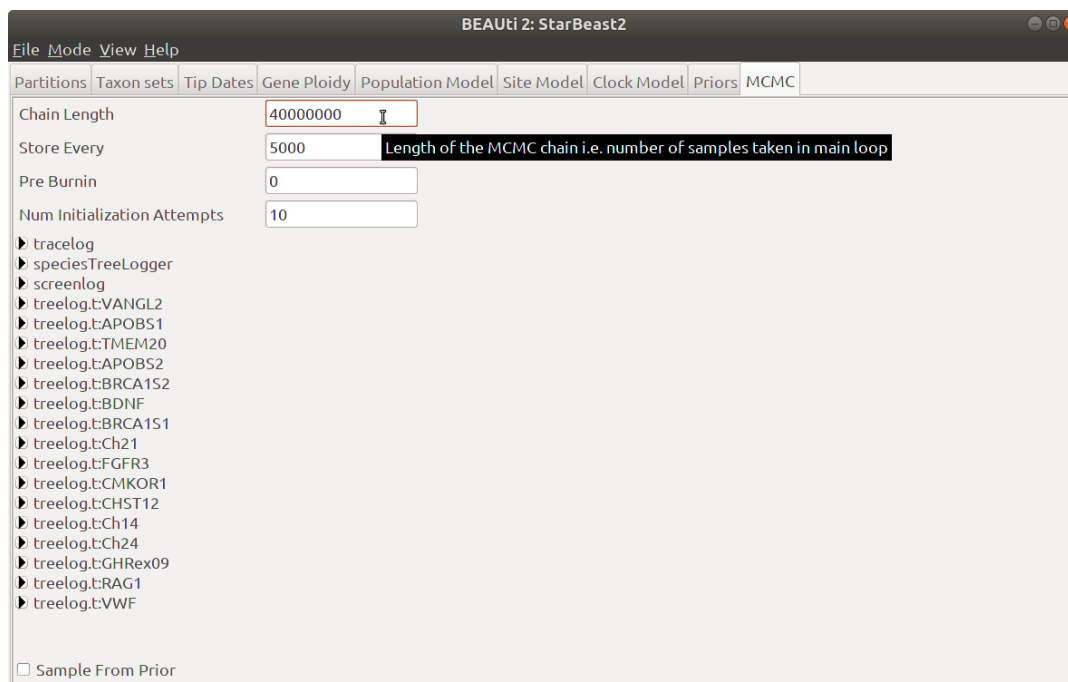 BEAUti 2: StarBeast2
File Mode View Help
Partitions Taxon sets Tip Dates Gene Ploidy Population Model Site Model Clock Model Priors MCMC
Chain Length 40000000
Store Every 5000 Length of the MCMC chain i.e. number of samples taken in main loop
Pre Burnin 0
Num Initialization Attempts 10
tracelog
speciesTreeLogger
screenlog
treelog.t:VANGL2
treelog.t:APOBS1
treelog.t:TMEM20
treelog.t:APOBS2
treelog.t:BRCA1S2
treelog.t:BDNF
treelog.t:BRCA1S1
treelog.t:Ch21
treelog.t:FGFR3
treelog.t:CMKOR1
treelog.t:CHST12
treelog.t:Ch14
treelog.t:Ch24
treelog.t:GHRex09
treelog.t:RAG1
treelog.t:VWF
Sample From Prior